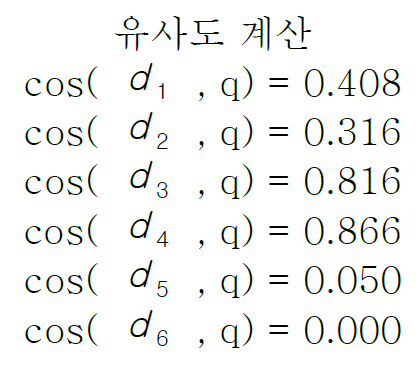 유사도 계산
cos( d₁ , q) = 0.408
cos( d₂ , q) = 0.316
cos( d₃ , q) = 0.816
cos( d₄ , q) = 0.866
cos( d₅ , q) = 0.050
cos( d₆ , q) = 0.000